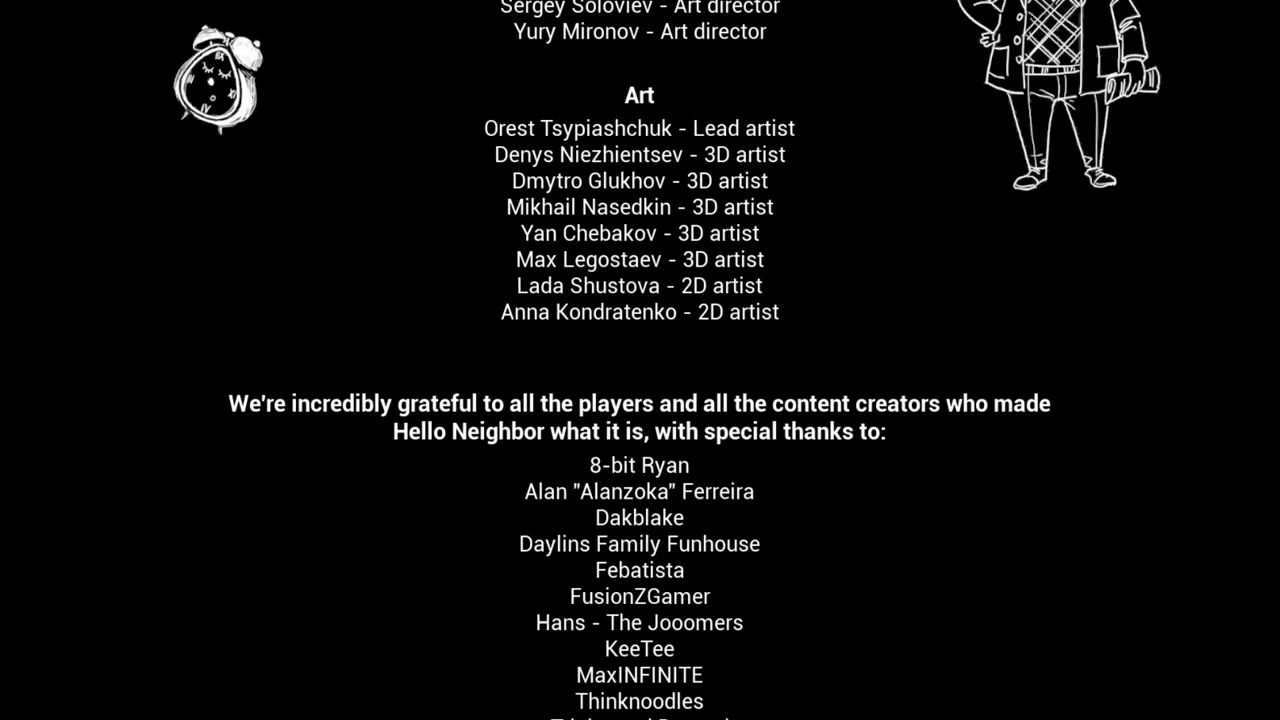 Sergey Soloviev - Art director
Yury Mironov - Art director
Art
Orest Tsypiashchuk - Lead artist
Denys Niezhientsev - 3D artist
Dmytro Glukhov - 3D artist
Mikhail Nasedkin - 3D artist
Yan Chebakov - 3D artist
Max Legostaev - 3D artist
Lada Shustova - 2D artist
Anna Kondratenko - 2D artist
We're incredibly grateful to all the players and all the content creators who made
Hello Neighbor what it is, with special thanks to:
8-bit Ryan
Alan "Alanzoka" Ferreira
Dakblake
Daylins Family Funhouse
Febatista
FusionZGamer
Hans - The Jooomers
KeeTee
MaxINFINITE
Thinknoodles